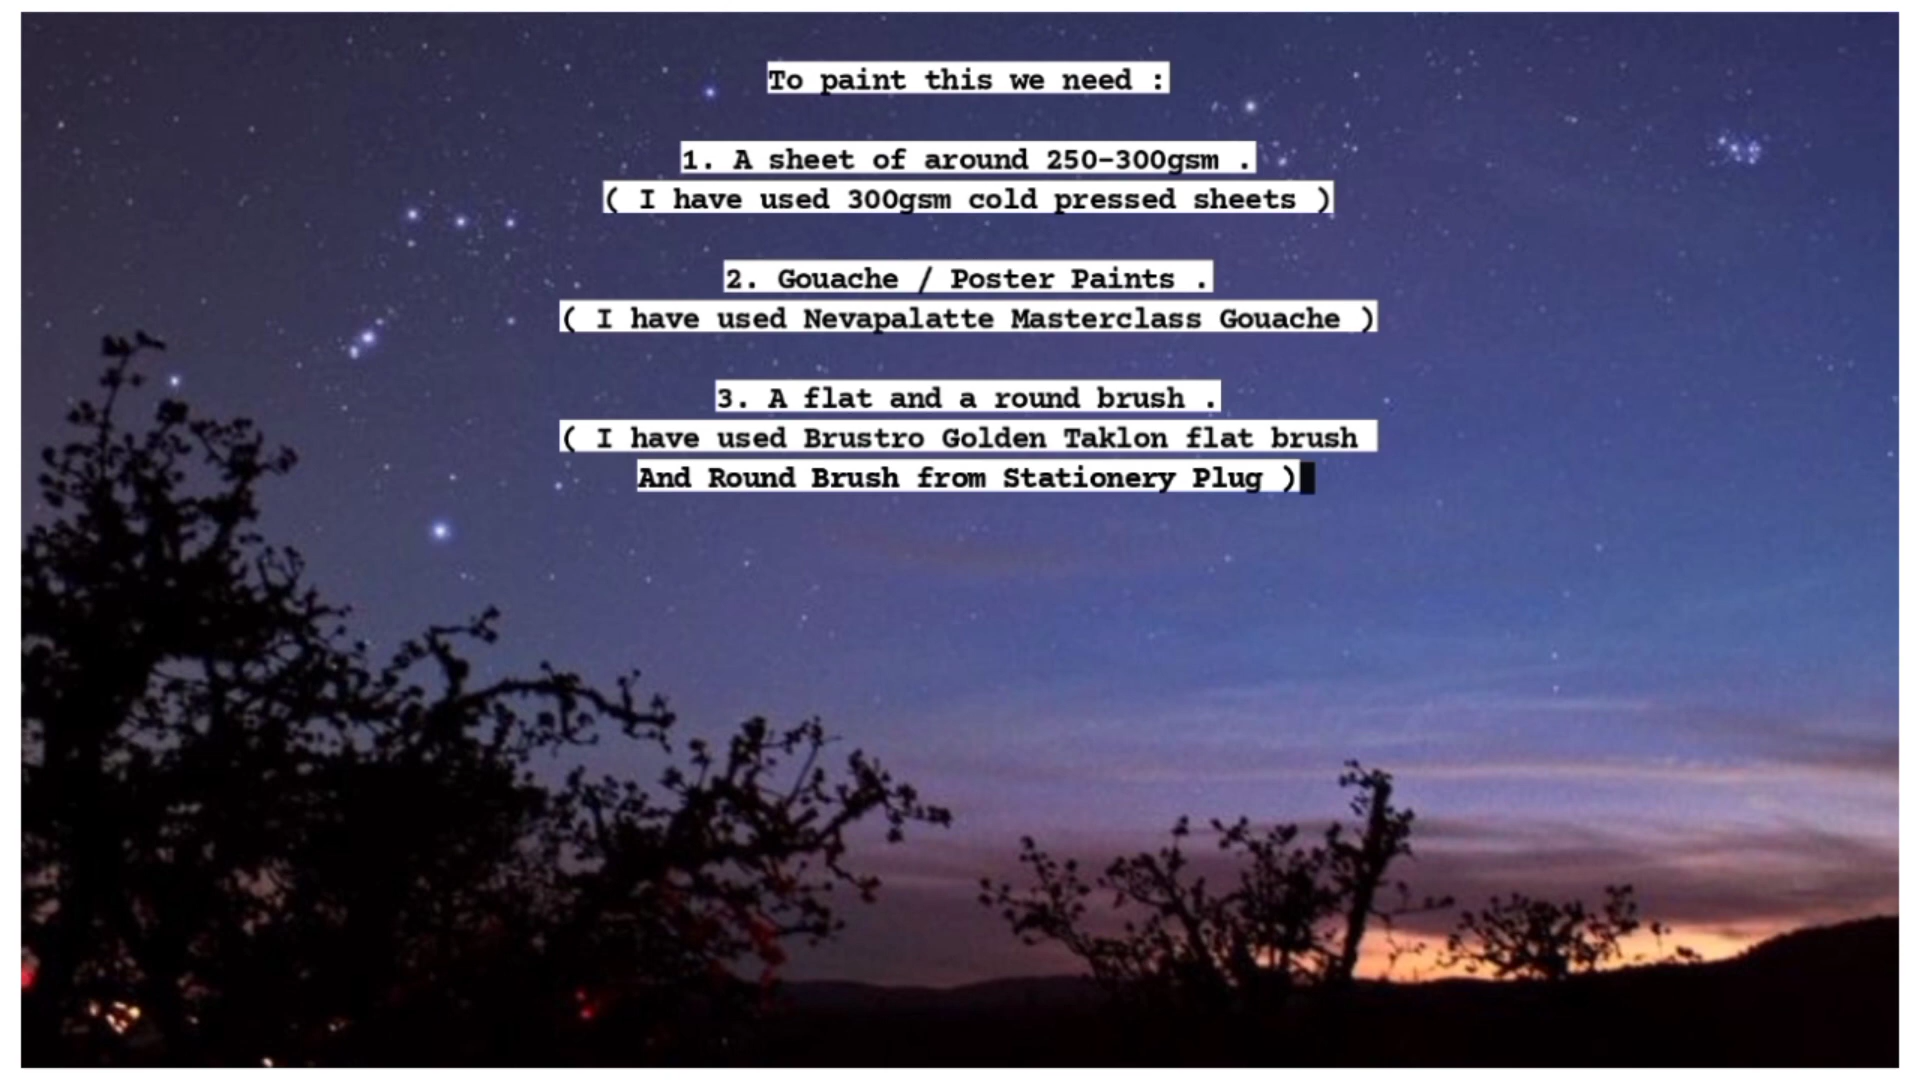 To paint this we need :
1. A sheet of around 250-300gsm .
( I have used 300gsm cold pressed sheets )
2. Gouache / Poster Paints .
( I have used Nevapalatte Masterclass Gouache )
3. A flat and a round brush .
( I have used Brustro Golden Taklon flat brush
And Round Brush from Stationery Plug )